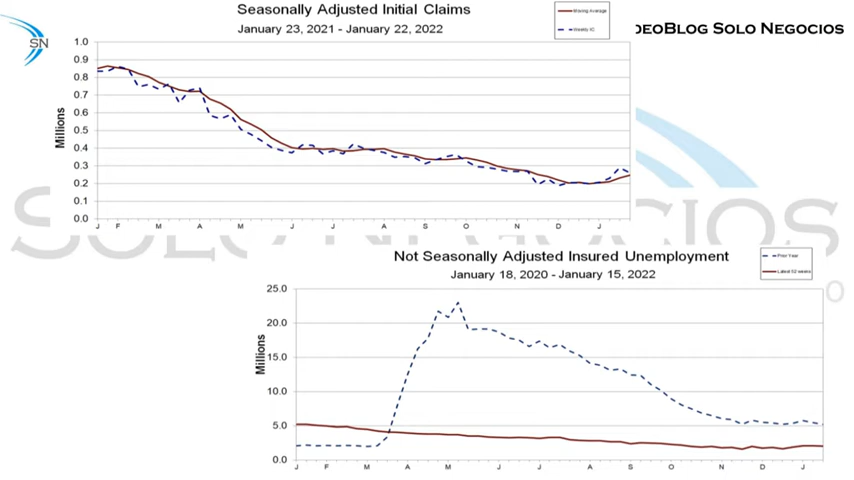 Seasonally Adjusted Initial Claims
January 23, 2021 - January 22, 2022
Moving Average
Weekly IC
DEOBLOG SOLO NEGOCIOS
SN
Millions
1.0
0.9
0.8
0.7
0.6
0.5
0.4
0.3
0.2
0.1
0.0
J F M A M J J A S O N D J
SOLO NEGOCIOS
Not Seasonally Adjusted Insured Unemployment
January 18, 2020 - January 15, 2022
Prior Year
Latest 52 weeks
Millions
25.0
20.0
15.0
10.0
5.0
0.0
J F M A M J J A S O N D J